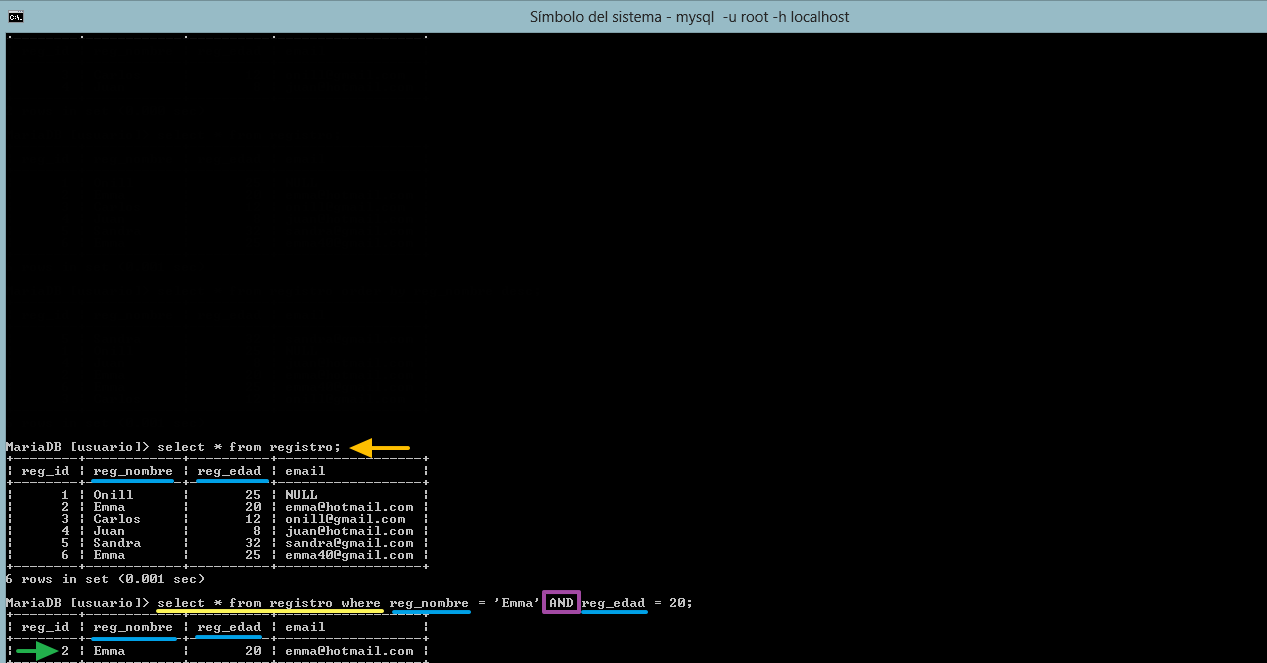 Símbolo del sistema - mysql -u root -h localhost
MariaDB [usuario]> select * from registro;
+--------+------------+----------+------------------+
| reg_id | reg_nombre | reg_edad | email |
+--------+------------+----------+------------------+
| 1 | Onill | 25 | NULL |
| 2 | Emma | 20 | emma@hotmail.com |
| 3 | Carlos | 12 | onill@gmail.com |
| 4 | Juan | 8 | juan@hotmail.com |
| 5 | Sandra | 32 | sandra@gmail.com |
| 6 | Emma | 25 | emma40@gmail.com |
+--------+------------+----------+------------------+
6 rows in set (0.001 sec)
MariaDB [usuario]> select * from registro where reg_nombre = 'Emma' AND reg_edad = 20;
+--------+------------+----------+------------------+
| reg_id | reg_nombre | reg_edad | email |
+--------+------------+----------+------------------+
| 2 | Emma | 20 | emma@hotmail.com |
+--------+------------+----------+------------------+